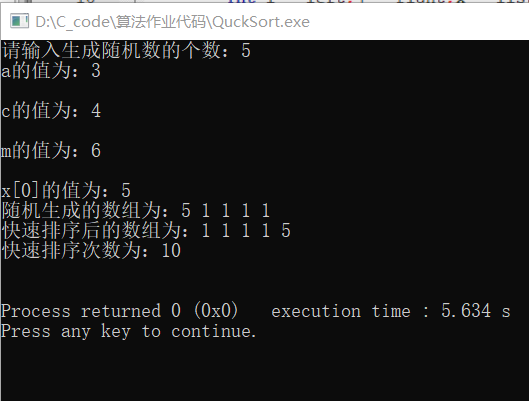 D:\C_code\算法作业代码\QuckSort.exe
请输入生成随机数的个数：5
a的值为：3
c的值为：4
m的值为：6
x[0]的值为：5
随机生成的数组为：5 1 1 1 1
快速排序后的数组为：1 1 1 1 5
快速排序次数为：10
Process returned 0 (0x0)   execution time : 5.634 s
Press any key to continue.